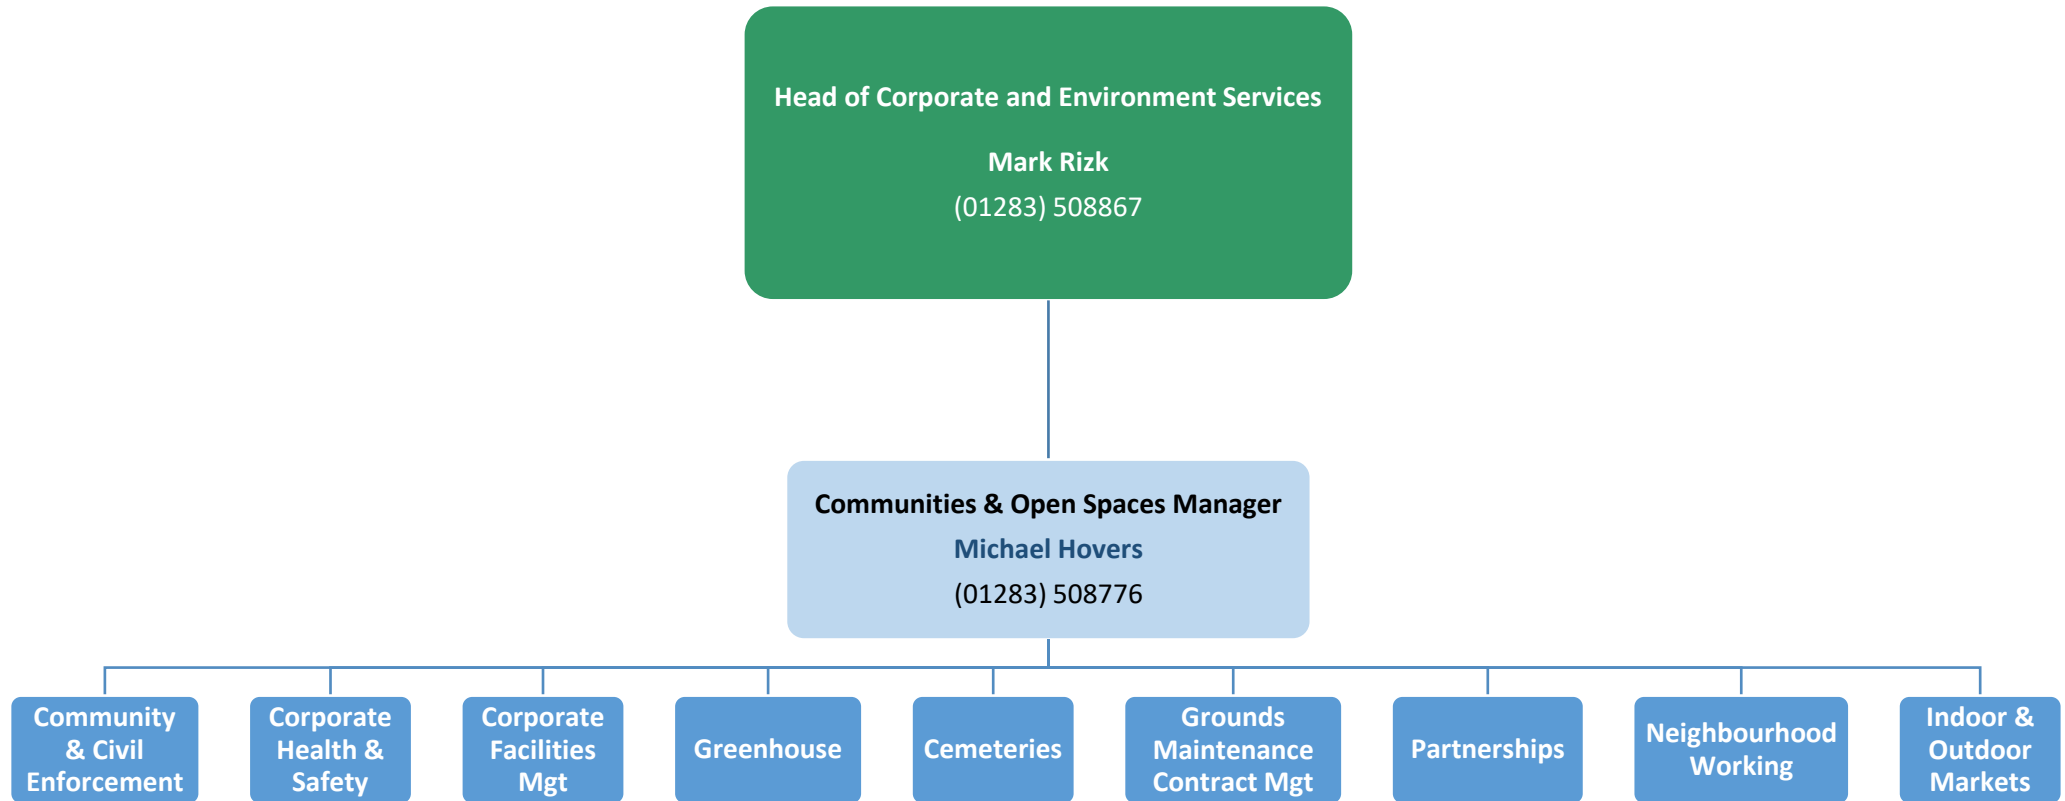 Head of Corporate and Environment Services
Mark Rizk
(01283) 508867
Communities & Open Spaces Manager
Michael Hovers
(01283) 508776
Community
& Civil
Enforcement
Corporate
Health &
Safety
Corporate
Facilities
Mgt
Greenhouse
Cemeteries
Grounds
Maintenance
Contract Mgt
Partnerships
Neighbourhood
Working
Indoor &
Outdoor
Markets